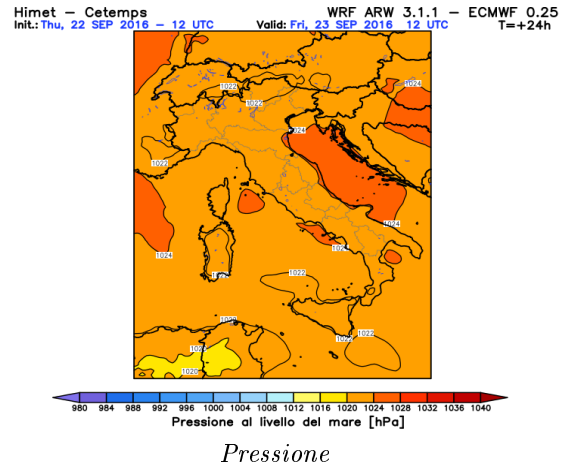 Himet – Cetemps WRF ARW 3.1.1 – ECMWF 0.25
Init.: Thu, 22 SEP 2016 – 12 UTC Valid: Fri, 23 SEP 2016 12 UTC T=+24h
1022
1024
1022
1024
1022
1024
1024
1022
1022
1022
1020
980 984 988 992 996 1000 1004 1008 1012 1016 1020 1024 1028 1032 1036 1040
Pressione al livello del mare [hPa]
Pressione